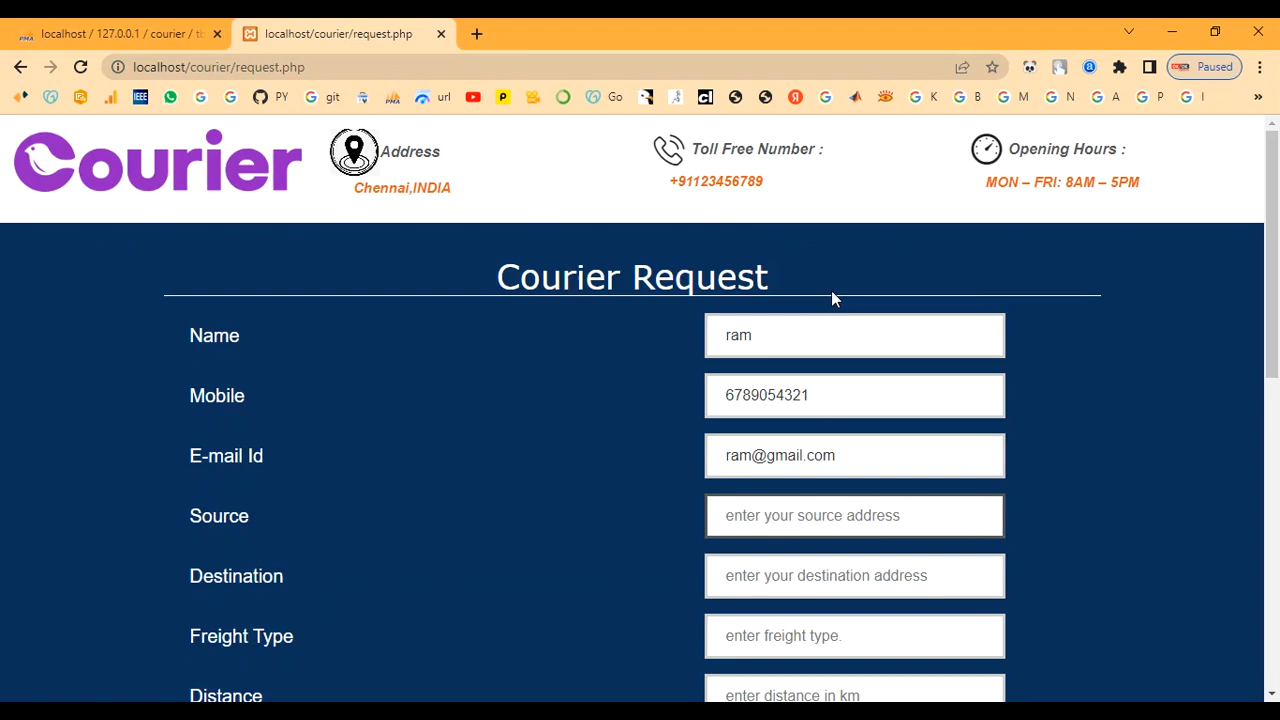 localhost / 127.0.0.1 / courier / tb
localhost/courier/request.php
localhost/courier/request.php
Paused
IEEE PY git PMA url Go K B M N A P I »
Courier
Address
Chennai,INDIA
Toll Free Number :
+91123456789
Opening Hours :
MON – FRI: 8AM – 5PM
Courier Request
Name
ram
Mobile
6789054321
E-mail Id
ram@gmail.com
Source
enter your source address
Destination
enter your destination address
Freight Type
enter freight type.
Distance
enter distance in km